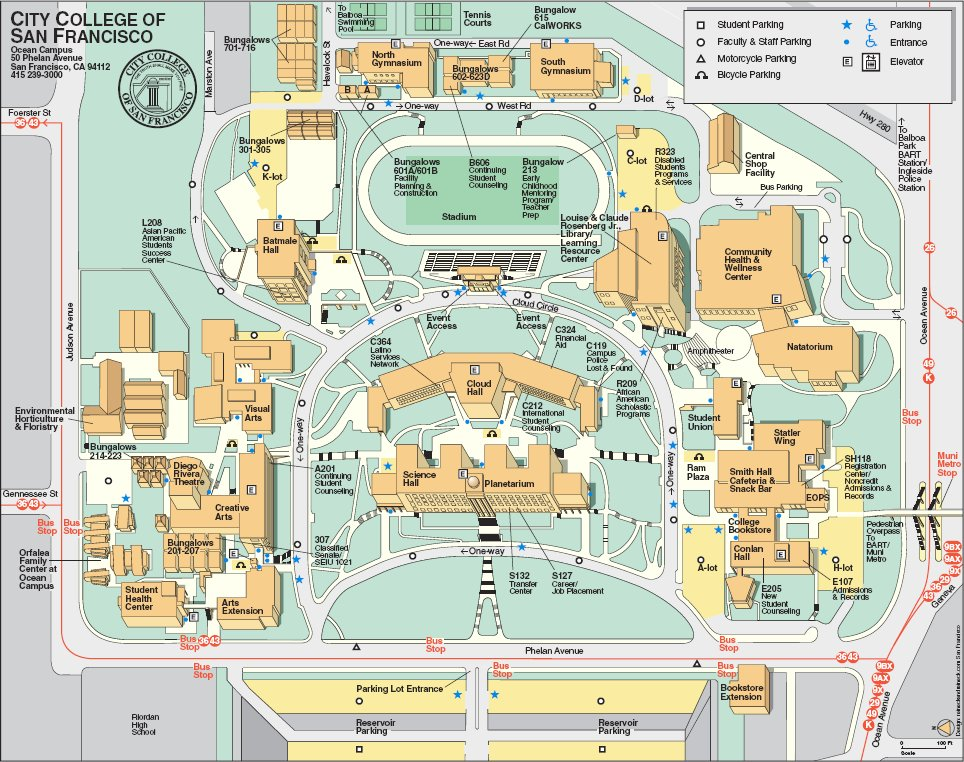 CITY COLLEGE OF
SAN FRANCISCO
Ocean Campus
50 Phelan Avenue
San Francisco, CA 94112
415 239-3000
CITY COLLEGE
OF SAN FRANCISCO
To
Balboa
Swimming
Pool
Tennis
Courts
Bungalow
615
CalWORKS
Student Parking
Faculty & Staff Parking
Motorcycle Parking
Bicycle Parking
Parking
Entrance
E Elevator
Bungalows
701-716
Marston Ave
Havelock St
North
Gymnasium
E
One-way East Rd
Bungalows
602-623D
South
Gymnasium
E
B A
One-way West Rd
D-lot
Hwy 280
To
Balboa
Park
BART
Station/
Ingleside
Police
Station
Foerster St
36 43
Bungalows
301-305
K-lot
Bungalows
601A/601B
Facility
Planning &
Construction
B606
Continuing
Student
Counseling
Bungalow
213
Early
Childhood
Mentoring
Program/
Teacher
Prep
Stadium
C-lot
R323
Disabled
Students
Programs
& Services
Central
Shop
Facility
Bus Parking
L208
Asian Pacific
American
Students
Success
Center
E
Batmale
Hall
Louise & Claude
Rosenberg Jr.,
Library/
Learning
Resource
Center
E
Community
Health &
Wellness
Center
E
26
26
Ocean Avenue
49
K
Judson Avenue
Cloud Circle
Event
Access
Event
Access
C364
Latino
Services
Network
C324
Financial
Aid
C119
Campus
Police
Lost & Found
Amphitheater
Natatorium
E
Cloud
Hall
R209
African
American
Scholastic
Programs
C212
International
Student
Counseling
E
Student
Union
Bus
Stop
Environmental
Horticulture
& Floristry
Visual
Arts
One-way
One-way
Statler
Wing
E
Muni
Metro
Stop
Bungalows
214-223
Diego
Rivera
Theatre
A201
Continuing
Student
Counseling
E
Science
Hall
E
Planetarium
Ram
Plaza
Smith Hall
Cafeteria &
Snack Bar
EOPS
SH118
Registration
Center/
Noncredit
Admissions &
Records
Gennessee St
36 43
Bus
Stop
Bus
Stop
Creative
Arts
College
Bookstore
Pedestrian
Overpass
To
BART/
Muni
Metro
Orfalea
Family
Center at
Ocean
Campus
Bungalows
201-207
E
307
Classified
Senate/
SEIU 1021
One-way
A-lot
Conlan
Hall
E
H-lot
9BX
9AX
9X
29
36
43
Geneva
Student
Health
Center
E
Arts
Extension
S132
Transfer
Center
S127
Career/
Job Placement
E205
New
Student
Counseling
E107
Admissions
& Records
Bus
Stop
36 43
Bus
Stop
Phelan Avenue
Bus
Stop
36 43
Bus
Stop
Bus
Stop
Bus
Stop
9BX
9AX
9X
29
49
K
Ocean Avenue
Parking Lot Entrance
Bookstore
Extension
Riordan
High
School
Reservoir
Parking
Reservoir
Parking
N
0 100 Ft
Scale